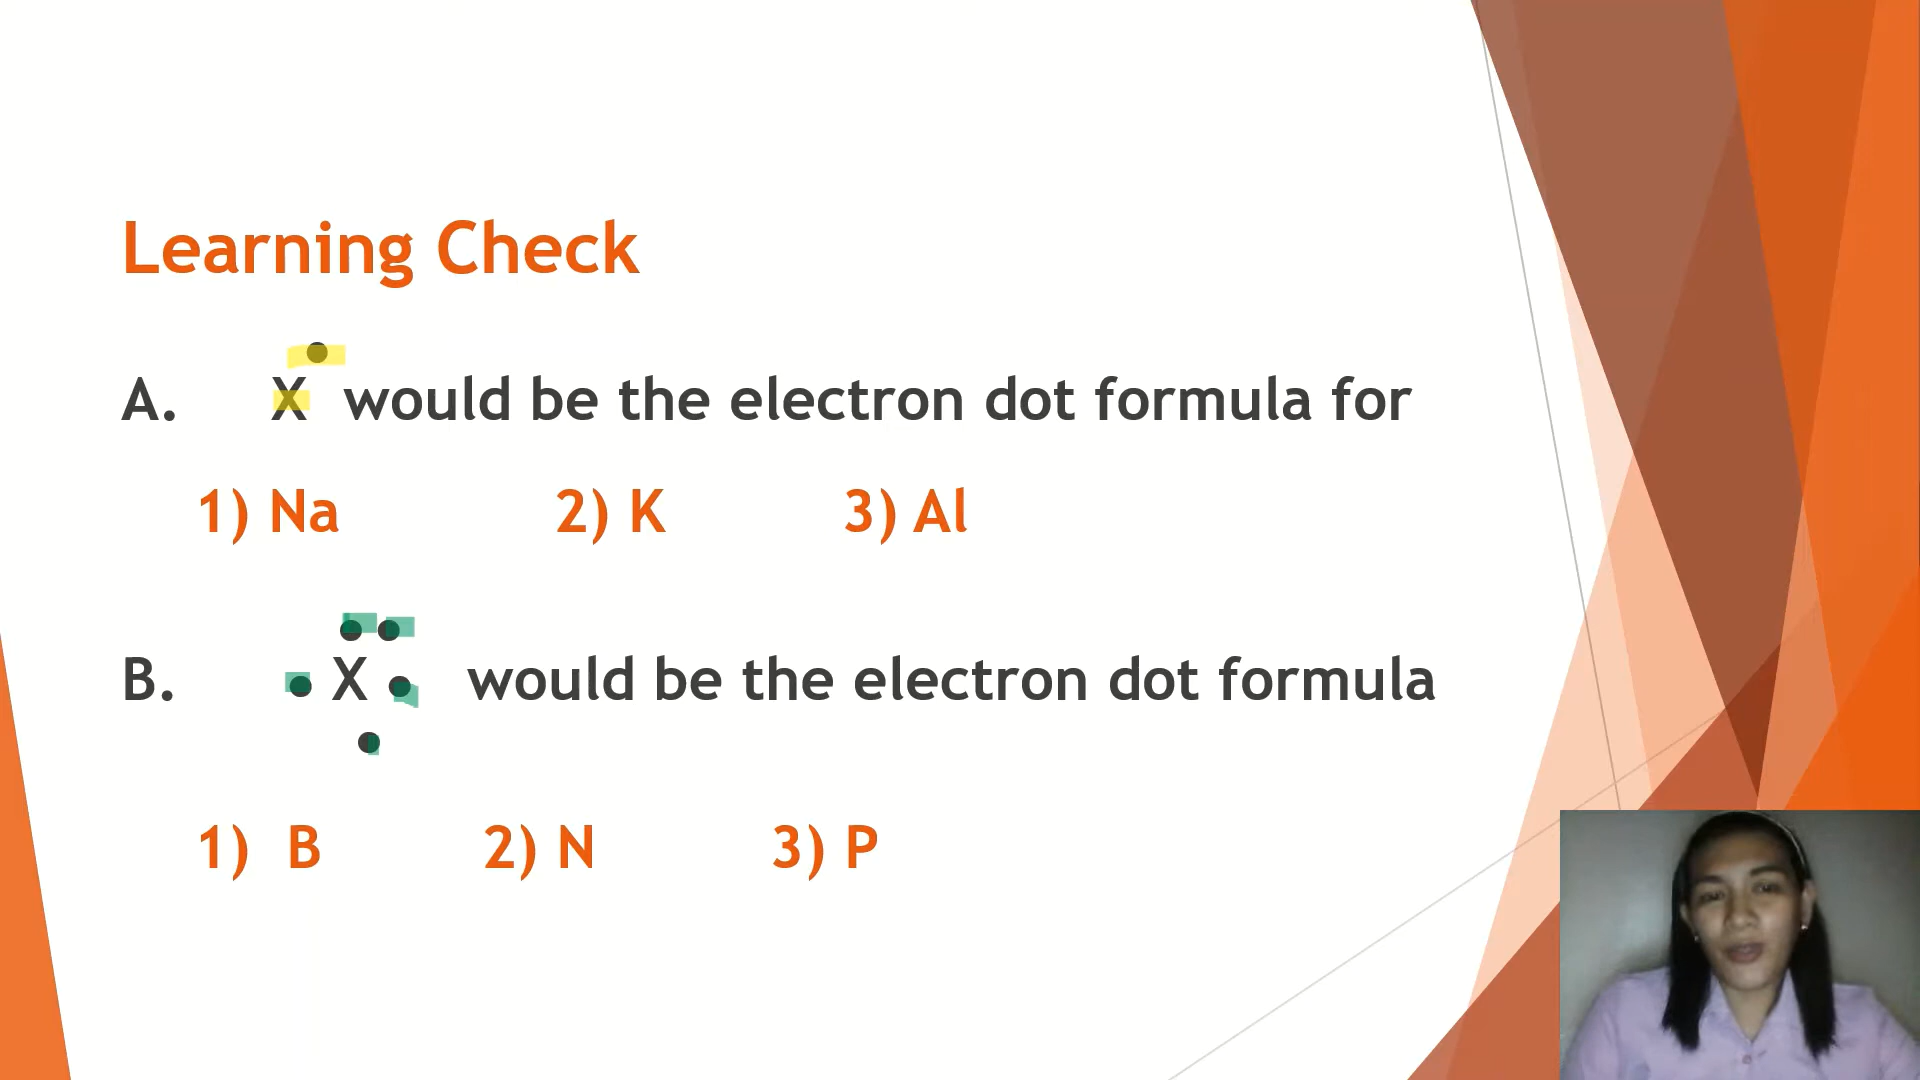 Learning Check
A. X would be the electron dot formula for
1) Na 2) K 3) Al
B. X would be the electron dot formula
1) B 2) N 3) P